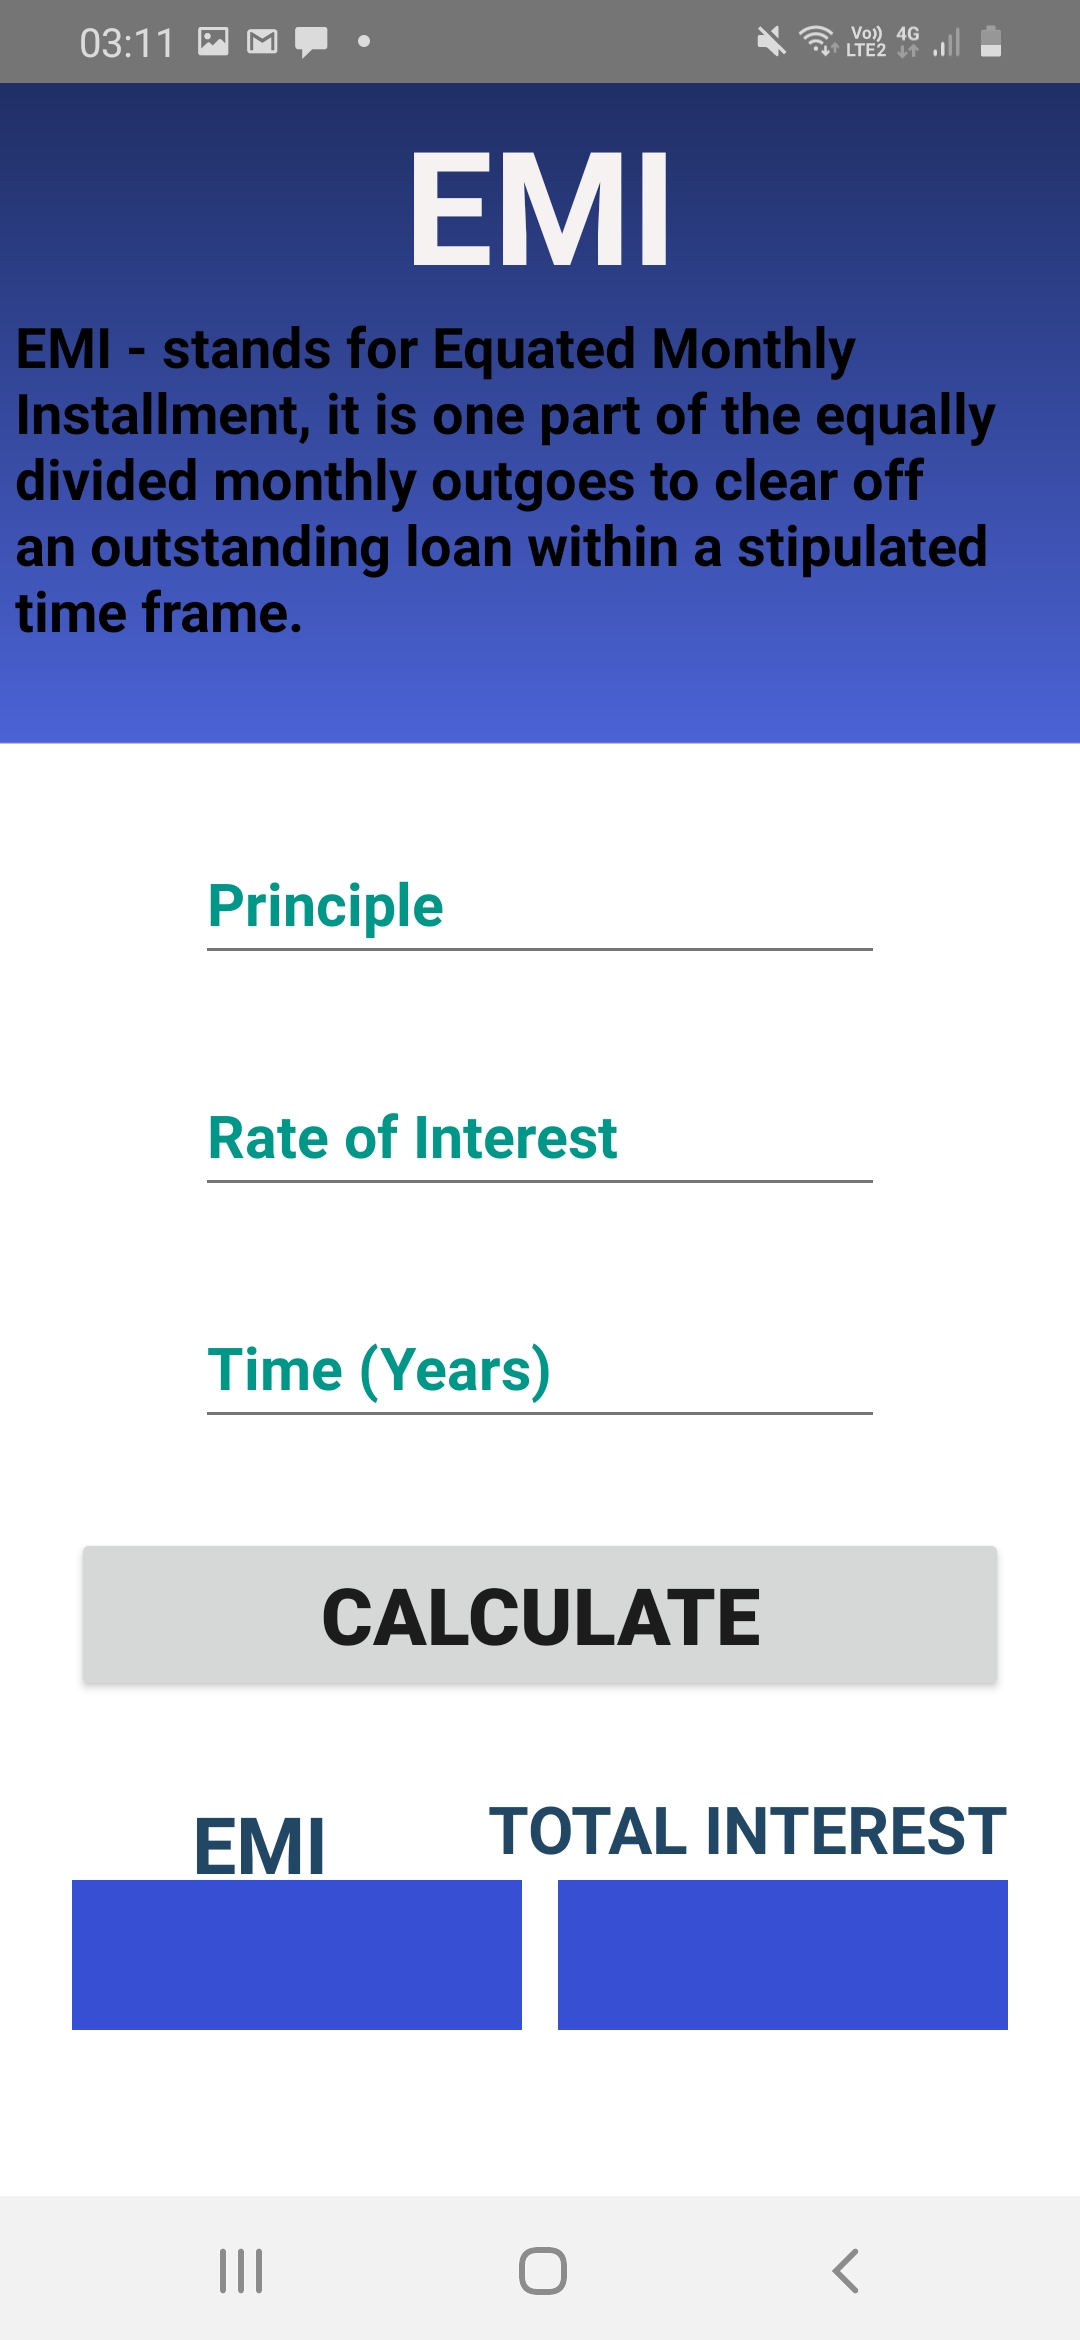 03:11
Vo)) 4G
LTE2
EMI
EMI - stands for Equated Monthly
Installment, it is one part of the equally
divided monthly outgoes to clear off
an outstanding loan within a stipulated
time frame.
Principle
Rate of Interest
Time (Years)
CALCULATE
EMI
TOTAL INTEREST